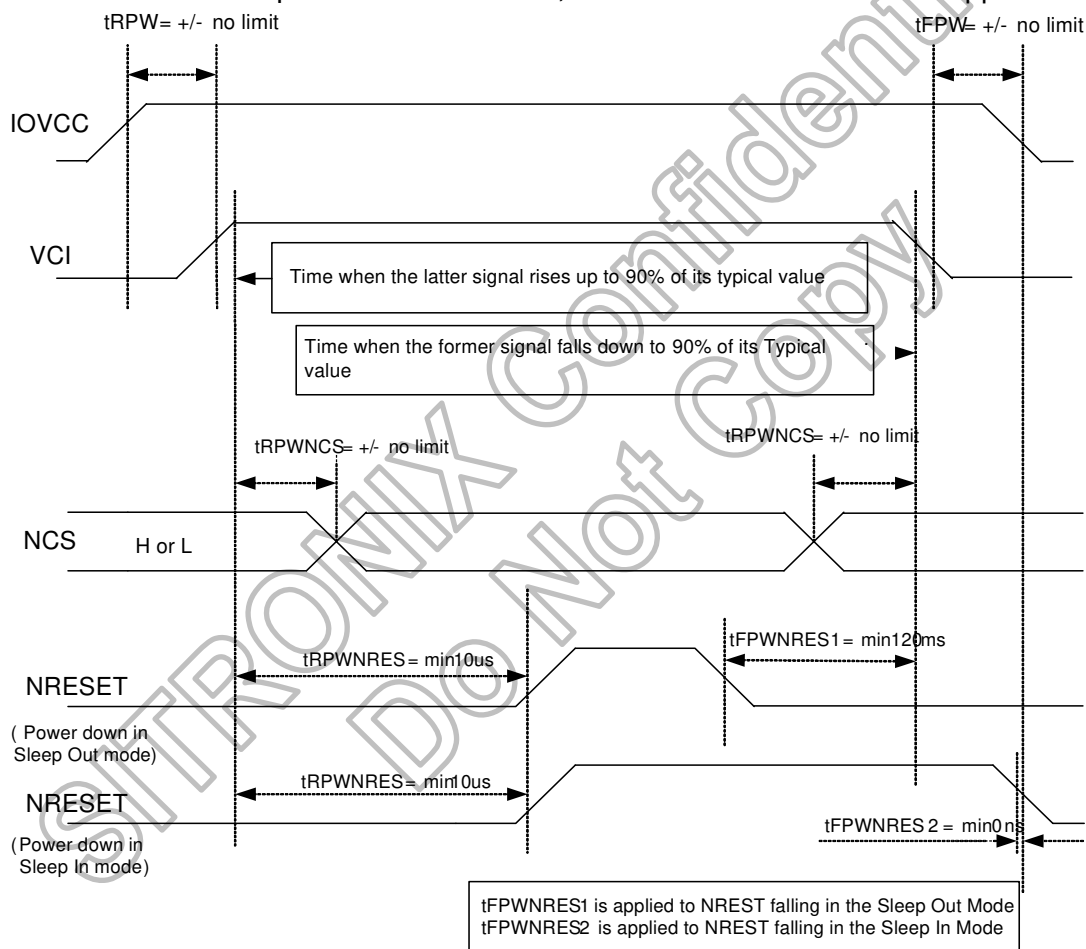 tRPW= +/- no limit
tFPW= +/- no limit
IOVCC
VCI
Time when the latter signal rises up to 90% of its typical value
Time when the former signal falls down to 90% of its Typical
value
tRPWNCS= +/- no limit
tRPWNCS= +/- no limit
NCS
H or L
tFPWNRES1 = min120ms
tRPWNRES= min10us
NRESET
( Power down in
Sleep Out mode)
tRPWNRES= min10us
NRESET
(Power down in
Sleep In mode)
tFPWNRES2 = min0ns
tFPWNRES1 is applied to NREST falling in the Sleep Out Mode
tFPWNRES2 is applied to NREST falling in the Sleep In Mode
SITRONIX Confidential
Do Not Copy